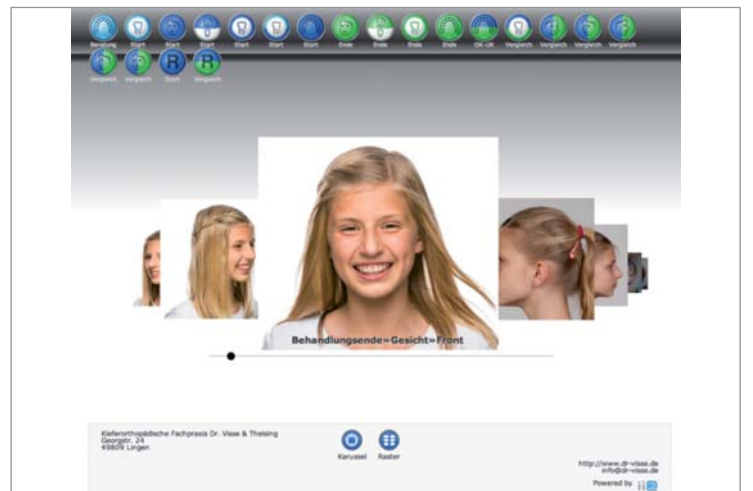 Beratung Start Start Start Start Start Start Ende Ende Ende Ende OK-UK Vergleich Vergleich Vergleich Vergleich
Vergleich Vergleich Start Vergleich
R R
Behandlungsende»Gesicht»Front
Kieferorthopädische Fachpraxis Dr. Visse & Theising
Georgstr. 24
49809 Lingen
Karussel Raster
http://www.dr-visse.de
info@dr-visse.de
Powered by